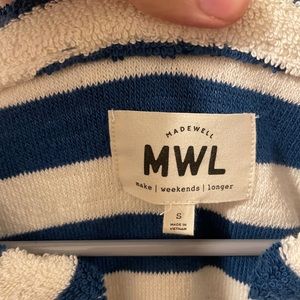 MADEWELL
MWL
make | weekends | longer
S
MADE IN
VIETNAM